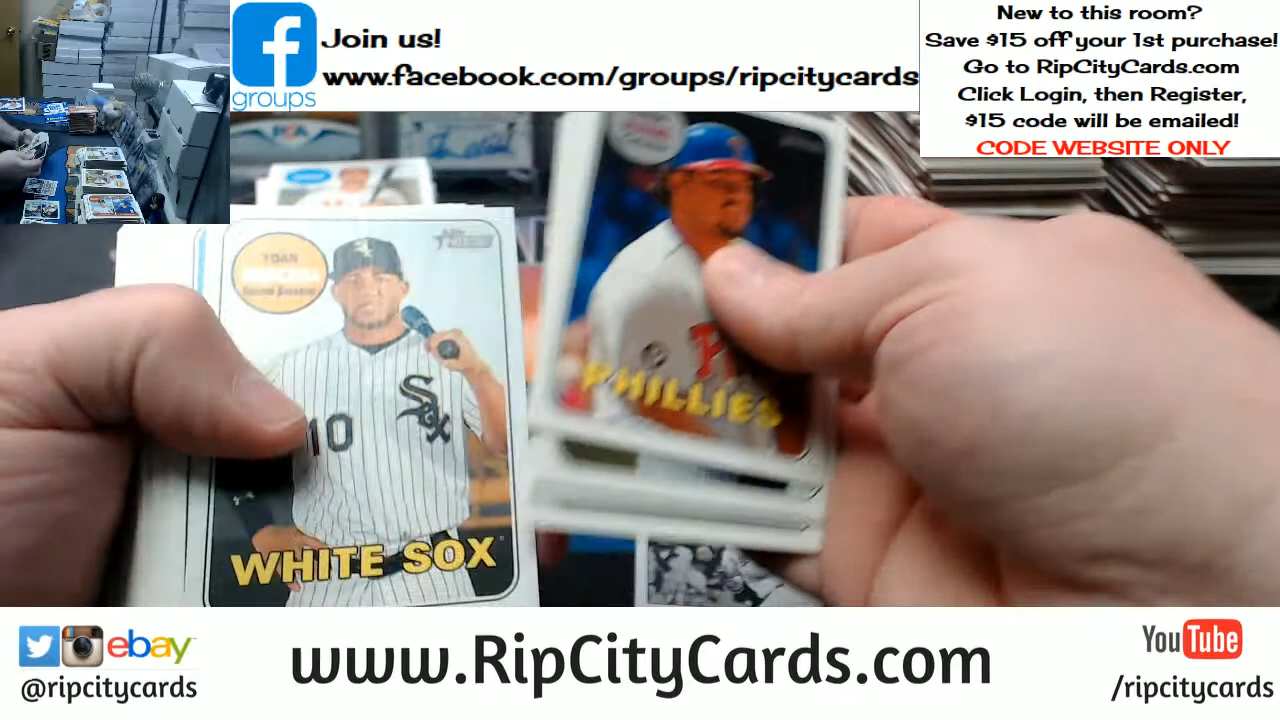 Join us!
www.facebook.com/groups/ripcitycards
groups
New to this room?
Save $15 off your 1st purchase!
Go to RipCityCards.com
Click Login, then Register,
$15 code will be emailed!
CODE WEBSITE ONLY
YOAN
10
Sox
WHITE SOX
P
PHILLIES
ebay
@ripcitycards
www.RipCityCards.com
YouTube
/ripcitycards